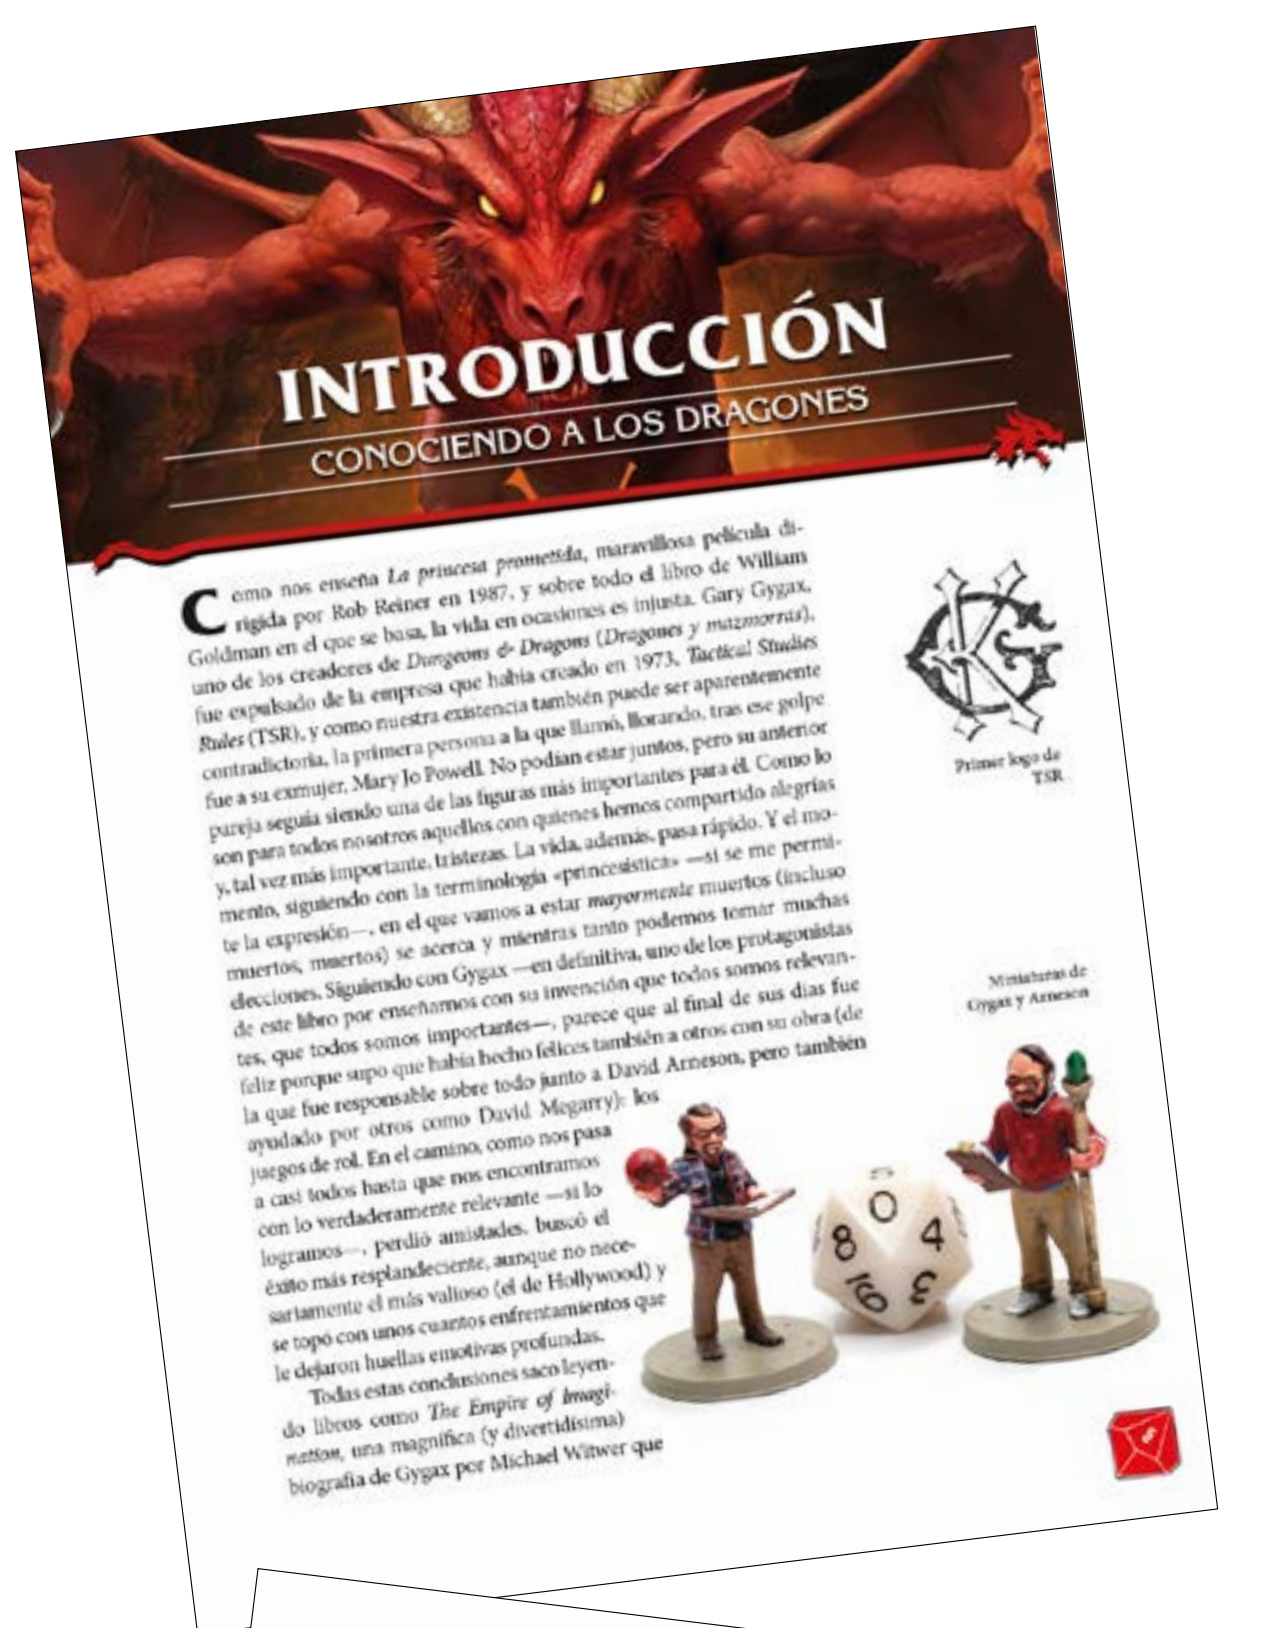 INTRODUCCIÓN
CONOCIENDO A LOS DRAGONES
Como nos enseña La princesa prometida, maravillosa película di-
rigida por Rob Reiner en 1987, y sobre todo el libro de William
Goldman en el que se basa, la vida en ocasiones es injusta. Gary Gygax,
uno de los creadores de Dungeons & Dragons (Dragones y mazmorras),
fue expulsado de la empresa que había creado en 1973, Tactical Studies
Rules (TSR), y como nuestra existencia también puede ser aparentemente
contradictoria, la primera persona a la que llamó, llorando, tras ese golpe
fue a su exmujer, Mary Jo Powell. No podían estar juntos, pero su anterior
pareja seguía siendo una de las figuras más importantes para él. Como lo
son para todos nosotros aquellos con quienes hemos compartido alegrías
y, tal vez más importante, tristezas. La vida, además, pasa rápido. Y el mo-
mento, siguiendo con la terminología «princesística» —si se me permi-
te la expresión—, en el que vamos a estar mayormente muertos (incluso
muertos, muertos) se acerca y mientras tanto podemos tomar muchas
elecciones. Siguiendo con Gygax —en definitiva, uno de los protagonistas
de este libro por enseñarnos con su invención que todos somos relevan-
tes, que todos somos importantes—, parece que al final de sus días fue
feliz porque supo que había hecho felices también a otros con su obra (de
la que fue responsable sobre todo junto a David Arneson, pero también
ayudado por otros como David Megarry): los
juegos de rol. En el camino, como nos pasa
a casi todos hasta que nos encontramos
con lo verdaderamente relevante —si lo
logramos—, perdió amistades, buscó el
éxito más resplandeciente, aunque no nece-
sariamente el más valioso (el de Hollywood) y
se topó con unos cuantos enfrentamientos que
le dejaron huellas emotivas profundas.
Todas estas conclusiones saco leyen-
do libros como The Empire of Imagi-
nation, una magnífica (y divertidísima)
biografía de Gygax por Michael Witwer que
GK
Primer logo de
TSR
Miniaturas de
Gygax y Arneson
0
8
4
16
3